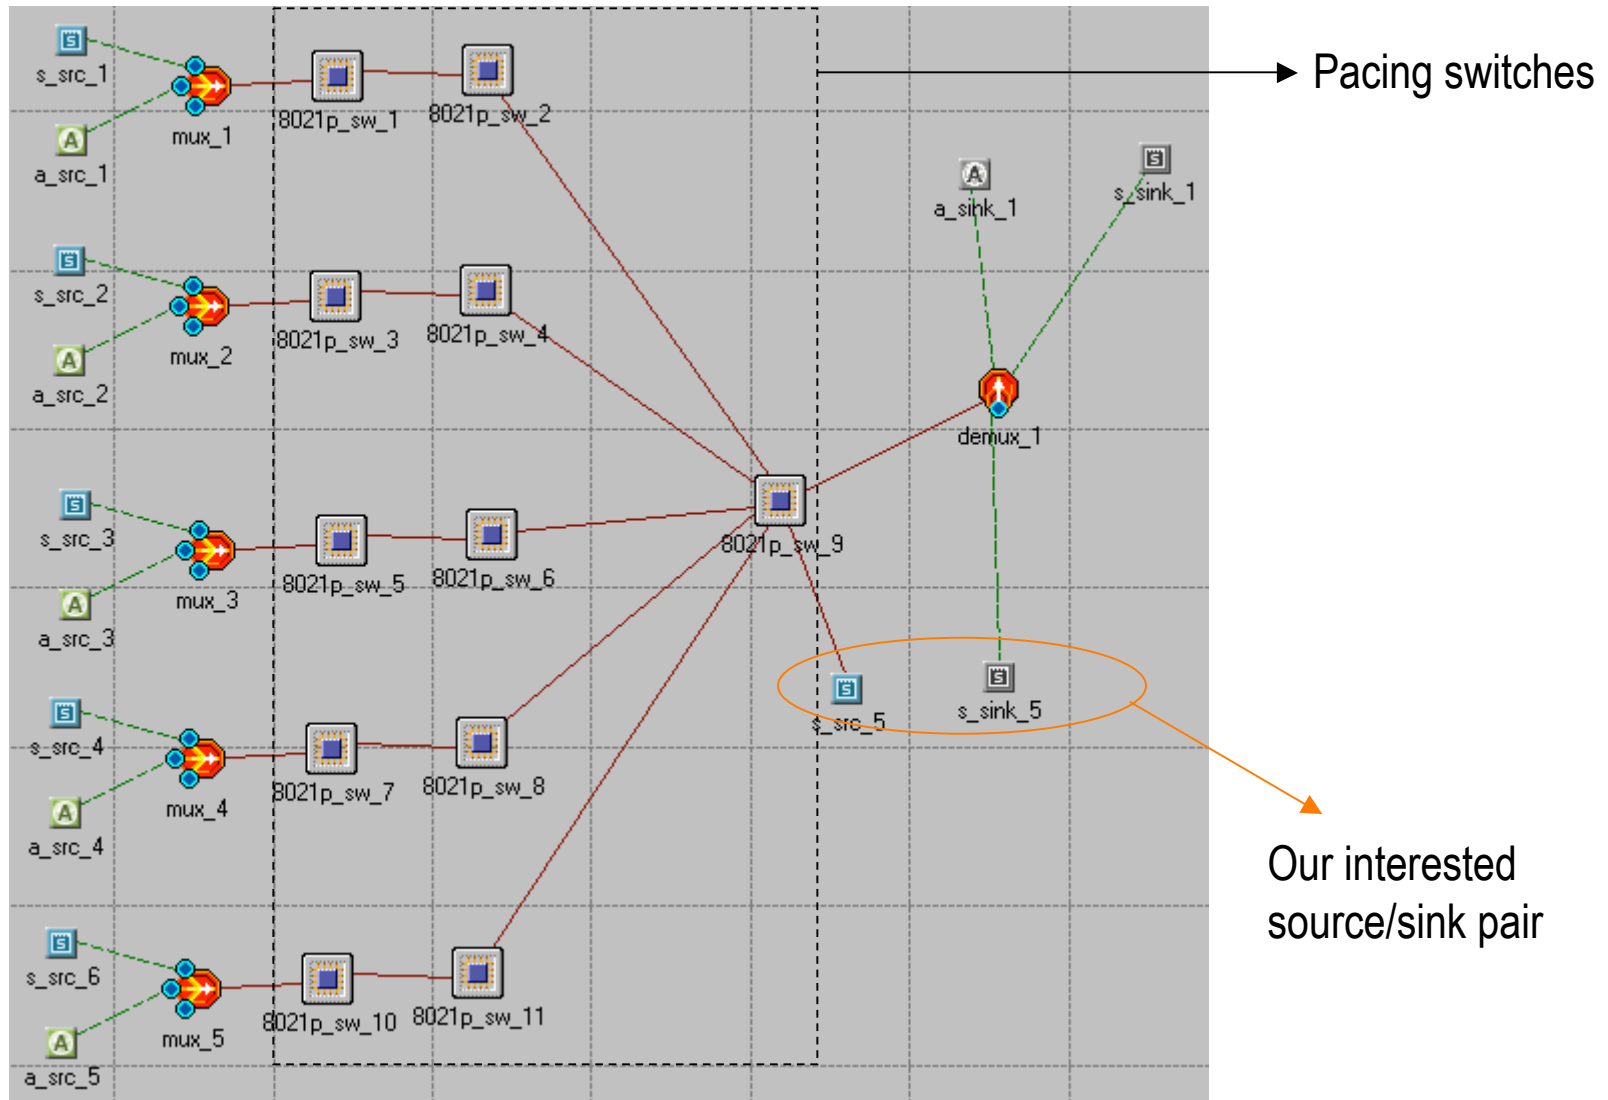 s_src_1
a_src_1
mux_1
8021p_sw_1
8021p_sw_2
Pacing switches
a_sink_1
s_sink_1
s_src_2
a_src_2
mux_2
8021p_sw_3
8021p_sw_4
demux_1
s_src_3
a_src_3
mux_3
8021p_sw_5
8021p_sw_6
8021p_sw_9
s_src_5
s_sink_5
s_src_4
a_src_4
mux_4
8021p_sw_7
8021p_sw_8
Our interested
source/sink pair
s_src_6
a_src_5
mux_5
8021p_sw_10
8021p_sw_11